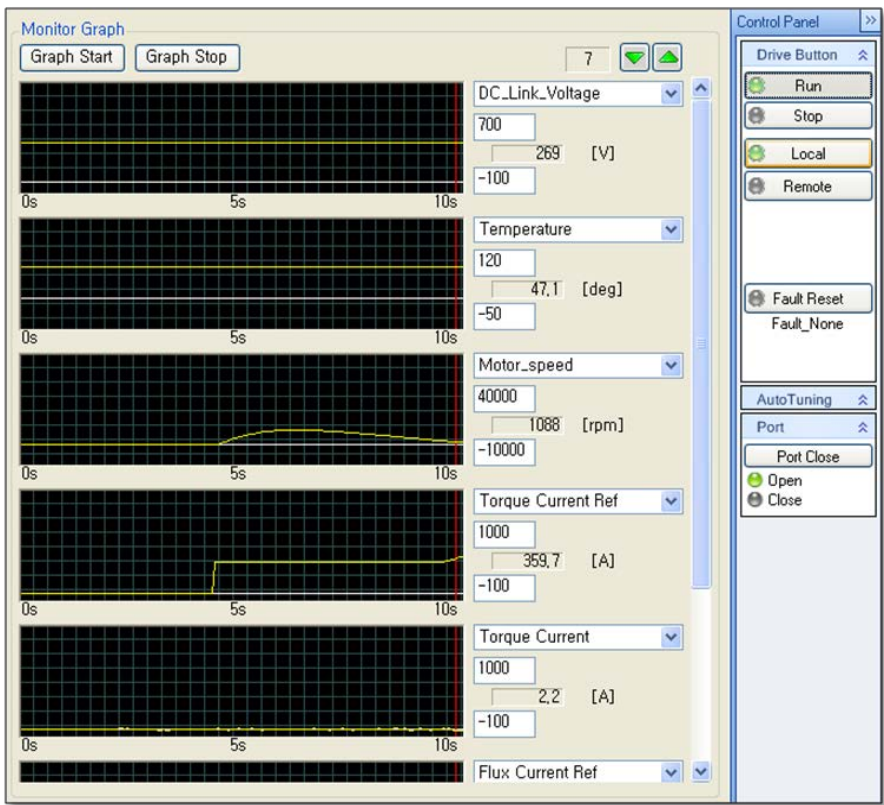 Monitor Graph
Graph Start Graph Stop 7
DC_Link_Voltage
700
269 [V]
-100
0s 5s 10s
Temperature
120
47,1 [deg]
-50
0s 5s 10s
Motor_speed
40000
1088 [rpm]
-10000
0s 5s 10s
Torque Current Ref
1000
359,7 [A]
-100
0s 5s 10s
Torque Current
1000
2,2 [A]
-100
0s 5s 10s
Flux Current Ref
Control Panel
Drive Button
Run
Stop
Local
Remote
Fault Reset
Fault_None
AutoTuning
Port
Port Close
Open
Close